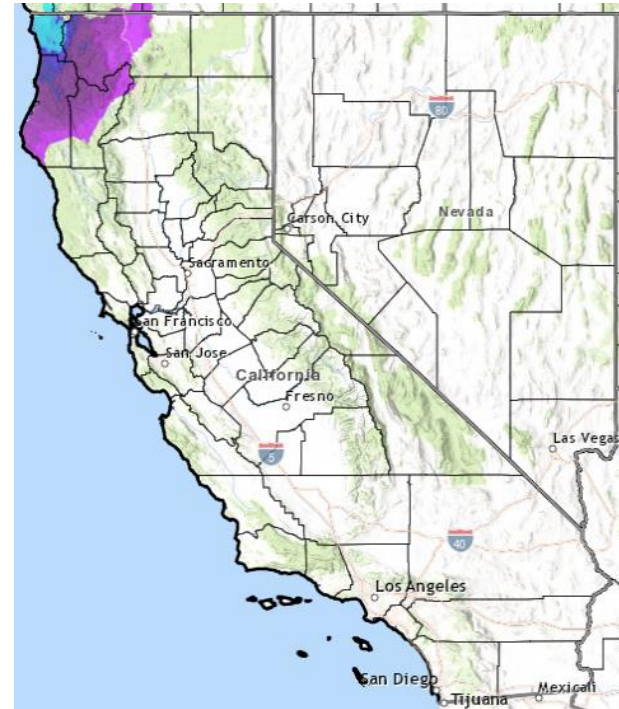 80
Carson City
Nevada
Sacramento
San Francisco
San Jose
California
Fresno
5
Las Vegas
40
Los Angeles
San Diego
Tijuana
Mexicali